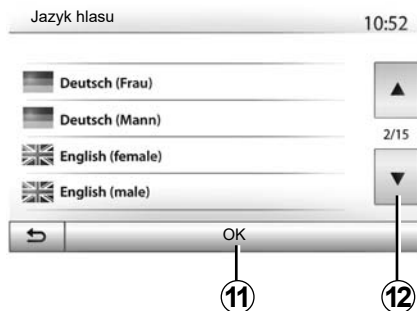 Jazyk hlasu
10:52
Deutsch (Frau)
Deutsch (Mann)
2/15
English (female)
English (male)
OK
11
12